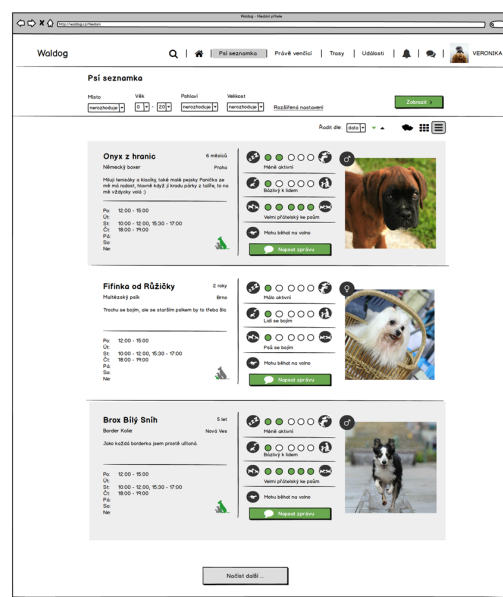 Waldog - Hledání přítele
http://waldog.cz/hledani
Waldog
Psí seznamka
Právě venčící
Trasy
Události
VERONIKA
Psí seznamka
Místo Věk Pohlaví Velikost
nerozhoduje 0 - 20 nerozhoduje nerozhoduje Rozšířená nastavení
Zobrazit
Řadit dle: data
Onyx z hranic 6 měsíců
Německý boxer Praha
Miluji tenisáky a klacíky, také malé pejsky. Panička ze
mě má radost, hlavně když jí kradu párky z talíře, to na
mě vždycky volá :)
Po: 12:00 - 15:00
Út:
St: 10:00 - 12:00, 15:30 - 17:00
Čt: 18:00 - 19:00
Pá:
So:
Ne:
Méně aktivní
Bázlivý k lidem
Velmi přátelský ke psům
Mohu běhat na volno
Napsat zprávu
Fifinka od Růžičky 2 roky
Maltézský psík Brno
Trochu se bojím, ale se starším psíkem by to třeba šlo
Po: 12:00 - 15:00
Út:
St: 10:00 - 12:00, 15:30 - 17:00
Čt: 18:00 - 19:00
Pá:
So:
Ne:
Málo aktivní
Lidí se bojím
Psů se bojím
Mohu běhat na volno
Napsat zprávu
Brox Bílý Sníh 5 let
Border Kolie Nová Ves
Jako každá borderka jsem prostě ulítaná.
Po: 12:00 - 15:00
Út:
St: 10:00 - 12:00, 15:30 - 17:00
Čt: 18:00 - 19:00
Pá:
So:
Ne:
Méně aktivní
Bázlivý k lidem
Velmi přátelský ke psům
Mohu běhat na volno
Napsat zprávu
Načíst další ...